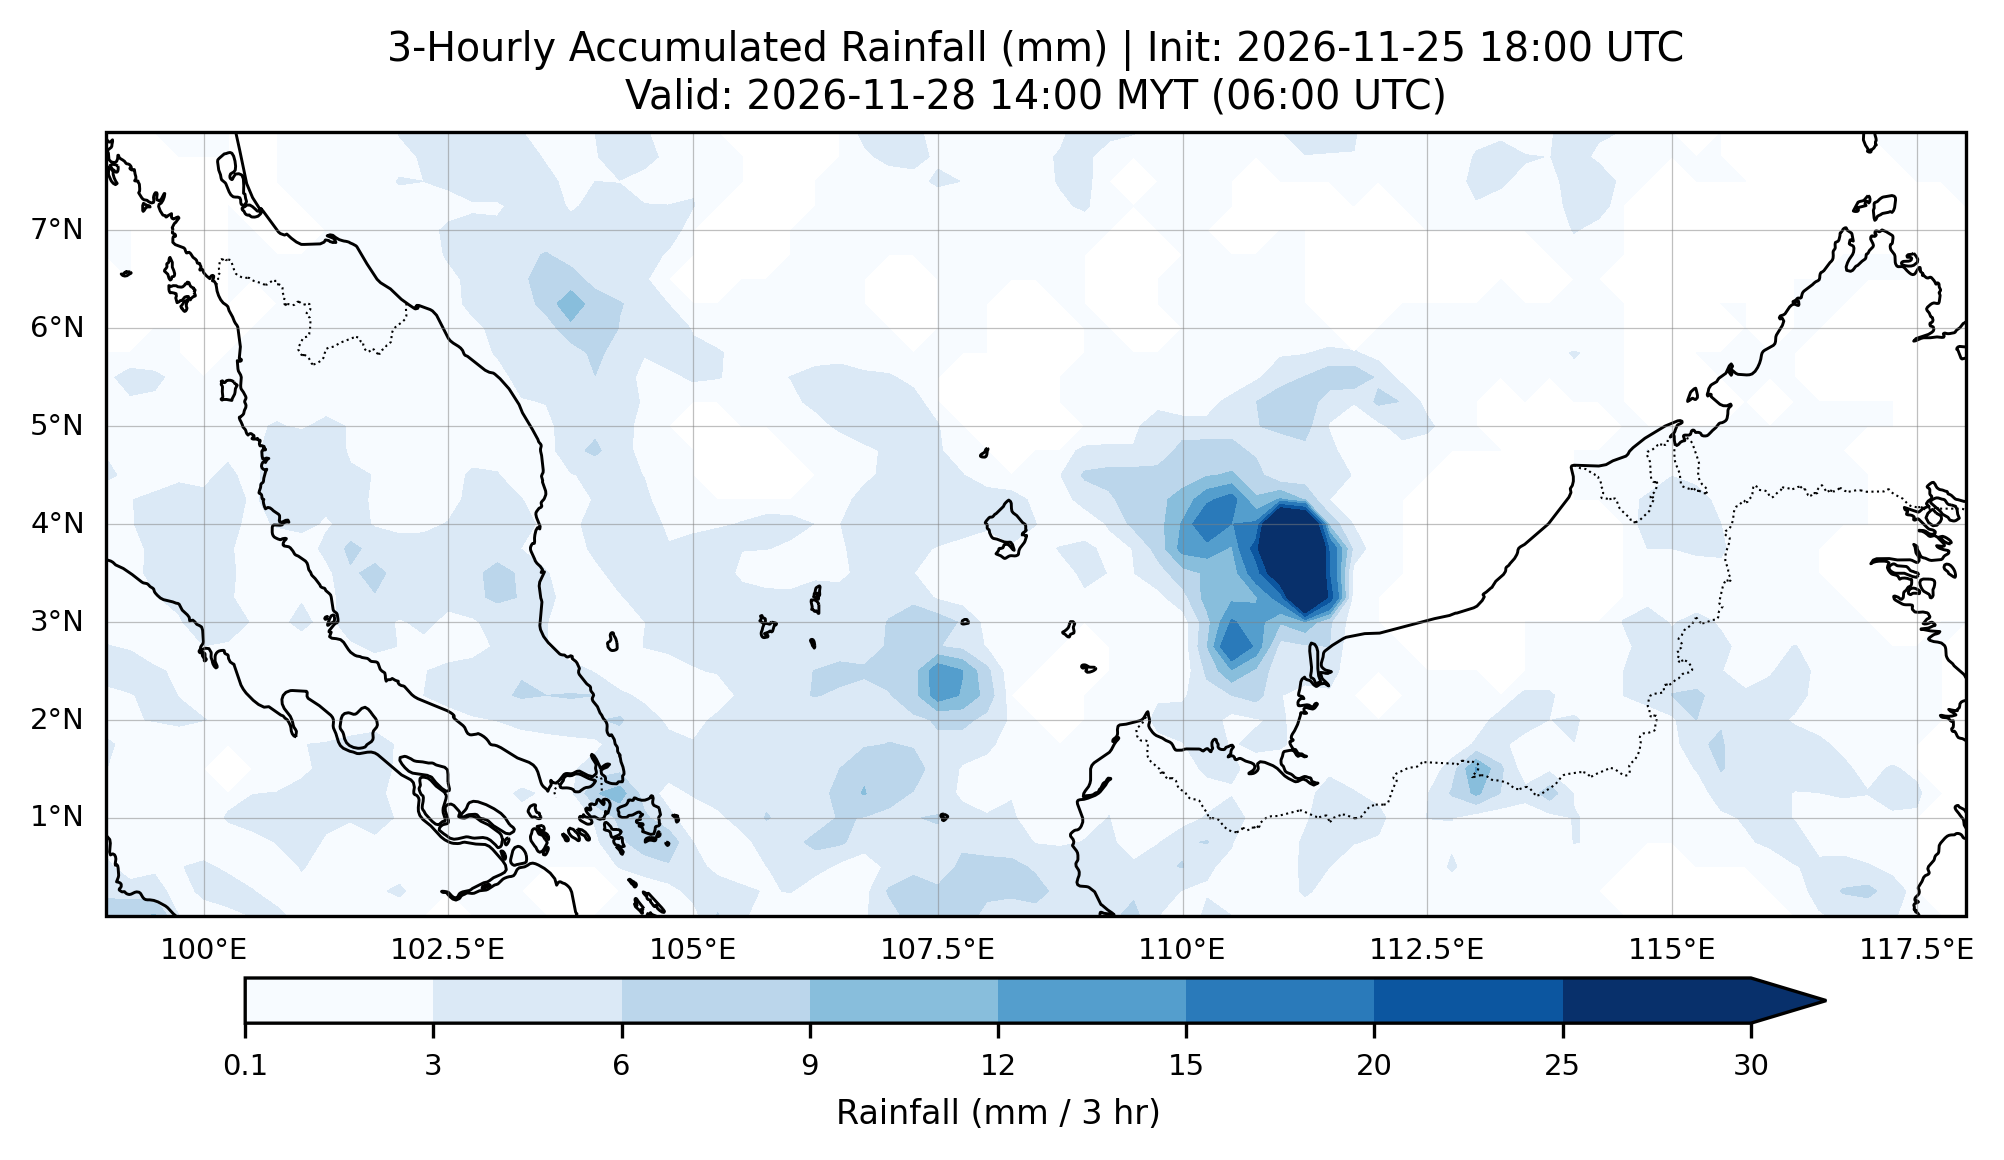 3-Hourly Accumulated Rainfall (mm) | Init: 2026-11-25 18:00 UTC
Valid: 2026-11-28 14:00 MYT (06:00 UTC)
7°N
6°N
5°N
4°N
3°N
2°N
1°N
100°E 102.5°E 105°E 107.5°E 110°E 112.5°E 115°E 117.5°E
0.1 3 6 9 12 15 20 25 30
Rainfall (mm / 3 hr)